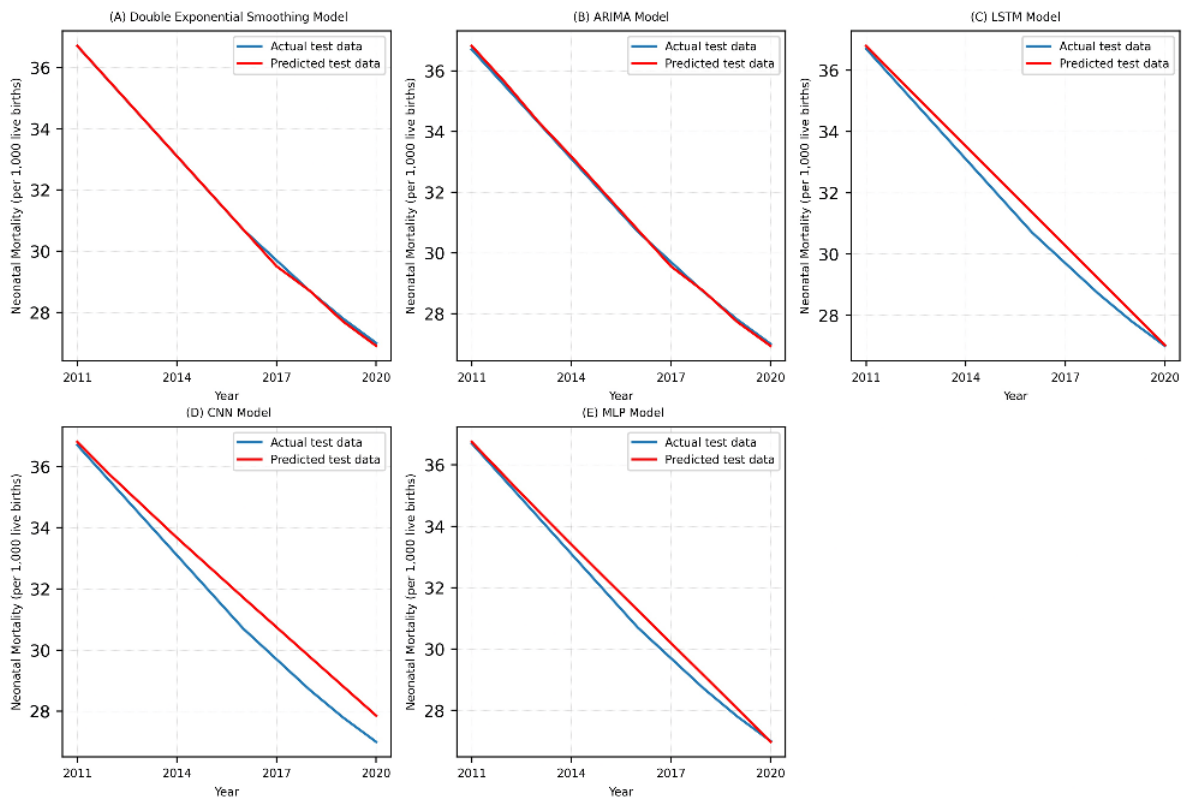 (A) Double Exponential Smoothing Model
Neonatal Mortality (per 1,000 live births)
36
34
32
30
28
Actual test data
Predicted test data
2011 2014 2017 2020
Year
(B) ARIMA Model
Neonatal Mortality (per 1,000 live births)
36
34
32
30
28
Actual test data
Predicted test data
2011 2014 2017 2020
Year
(C) LSTM Model
Neonatal Mortality (per 1,000 live births)
36
34
32
30
28
Actual test data
Predicted test data
2011 2014 2017 2020
Year
(D) CNN Model
Neonatal Mortality (per 1,000 live births)
36
34
32
30
28
Actual test data
Predicted test data
2011 2014 2017 2020
Year
(E) MLP Model
Neonatal Mortality (per 1,000 live births)
36
34
32
30
28
Actual test data
Predicted test data
2011 2014 2017 2020
Year